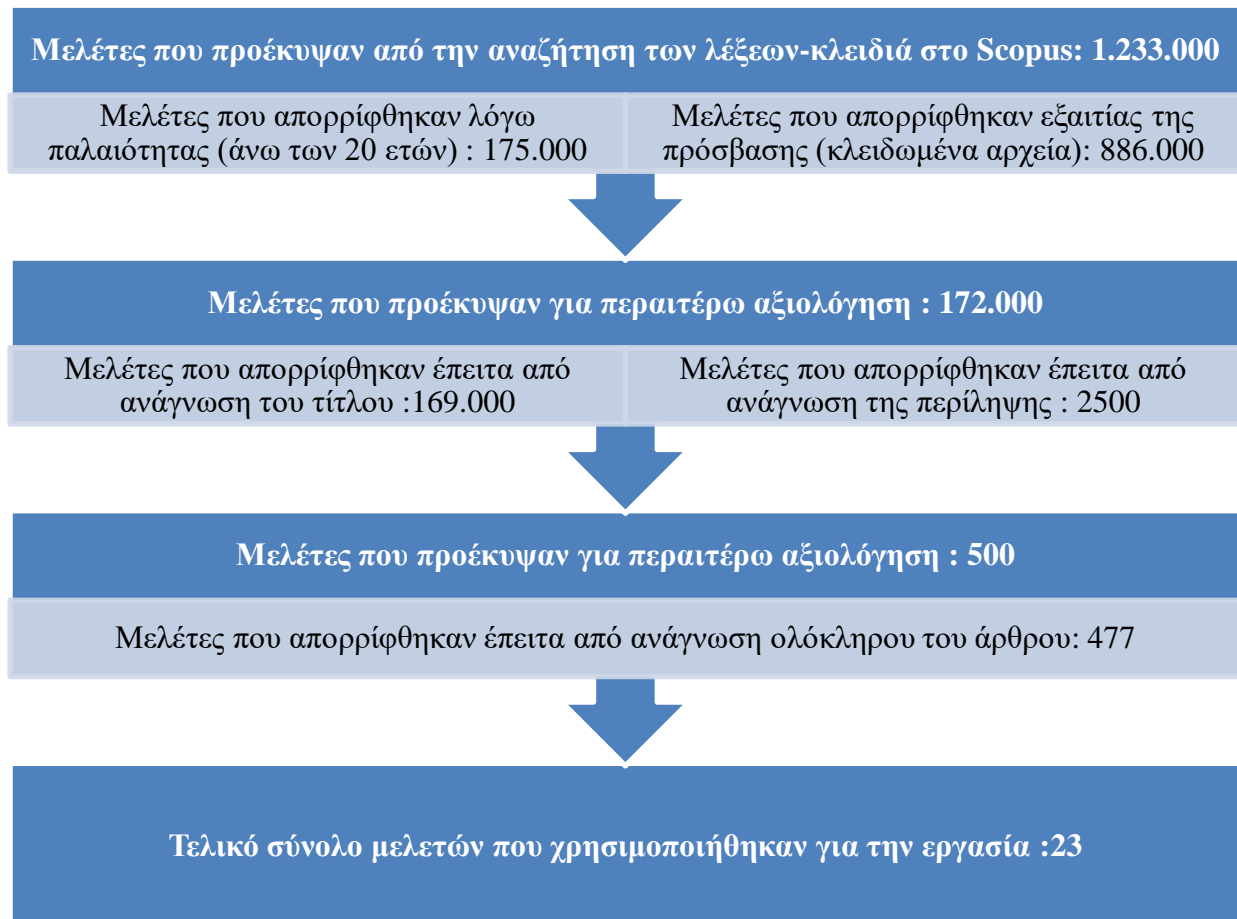 Μελέτες που προέκυψαν από την αναζήτηση των λέξεων-κλειδιά στο Scopus: 1.233.000
Μελέτες που απορρίφθηκαν λόγω
παλαιότητας (άνω των 20 ετών) : 175.000
Μελέτες που απορρίφθηκαν εξαιτίας της
πρόσβασης (κλειδωμένα αρχεία): 886.000
Μελέτες που προέκυψαν για περαιτέρω αξιολόγηση : 172.000
Μελέτες που απορρίφθηκαν έπειτα από
ανάγνωση του τίτλου :169.000
Μελέτες που απορρίφθηκαν έπειτα από
ανάγνωση της περίληψης : 2500
Μελέτες που προέκυψαν για περαιτέρω αξιολόγηση : 500
Μελέτες που απορρίφθηκαν έπειτα από ανάγνωση ολόκληρου του άρθρου: 477
Τελικό σύνολο μελετών που χρησιμοποιήθηκαν για την εργασία :23